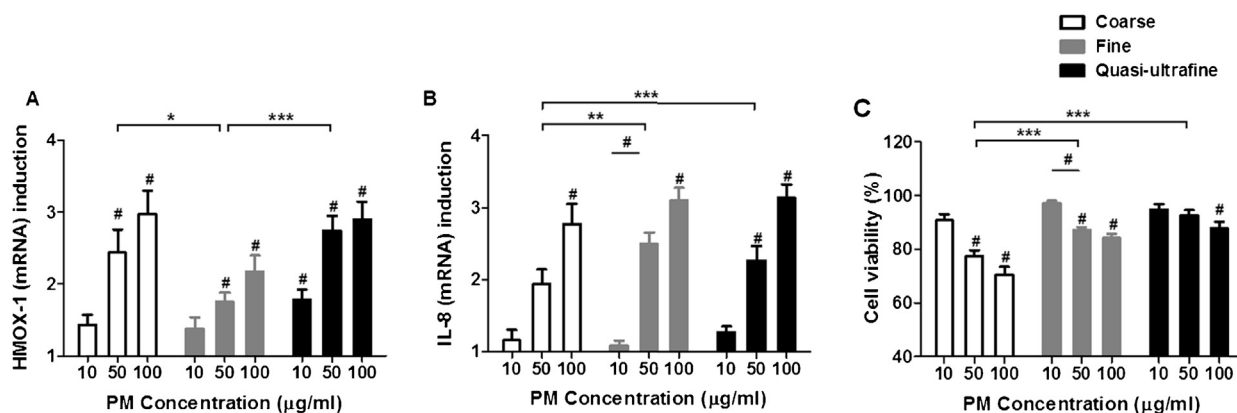 Coarse
Fine
Quasi-ultrafine
A
* ***
4
3
2
1
# # # # # # #
HMOX-1 (mRNA) induction
10 50 100 10 50 100 10 50 100
PM Concentration (μg/ml)
B
***
**
#
4
3
2
1
# # # #
IL-8 (mRNA) induction
10 50 100 10 50 100 10 50 100
PM Concentration (μg/ml)
C
***
***
#
120
100
80
60
40
# # # # #
Cell viability (%)
10 50 100 10 50 100 10 50 100
PM Concentration (μg/ml)